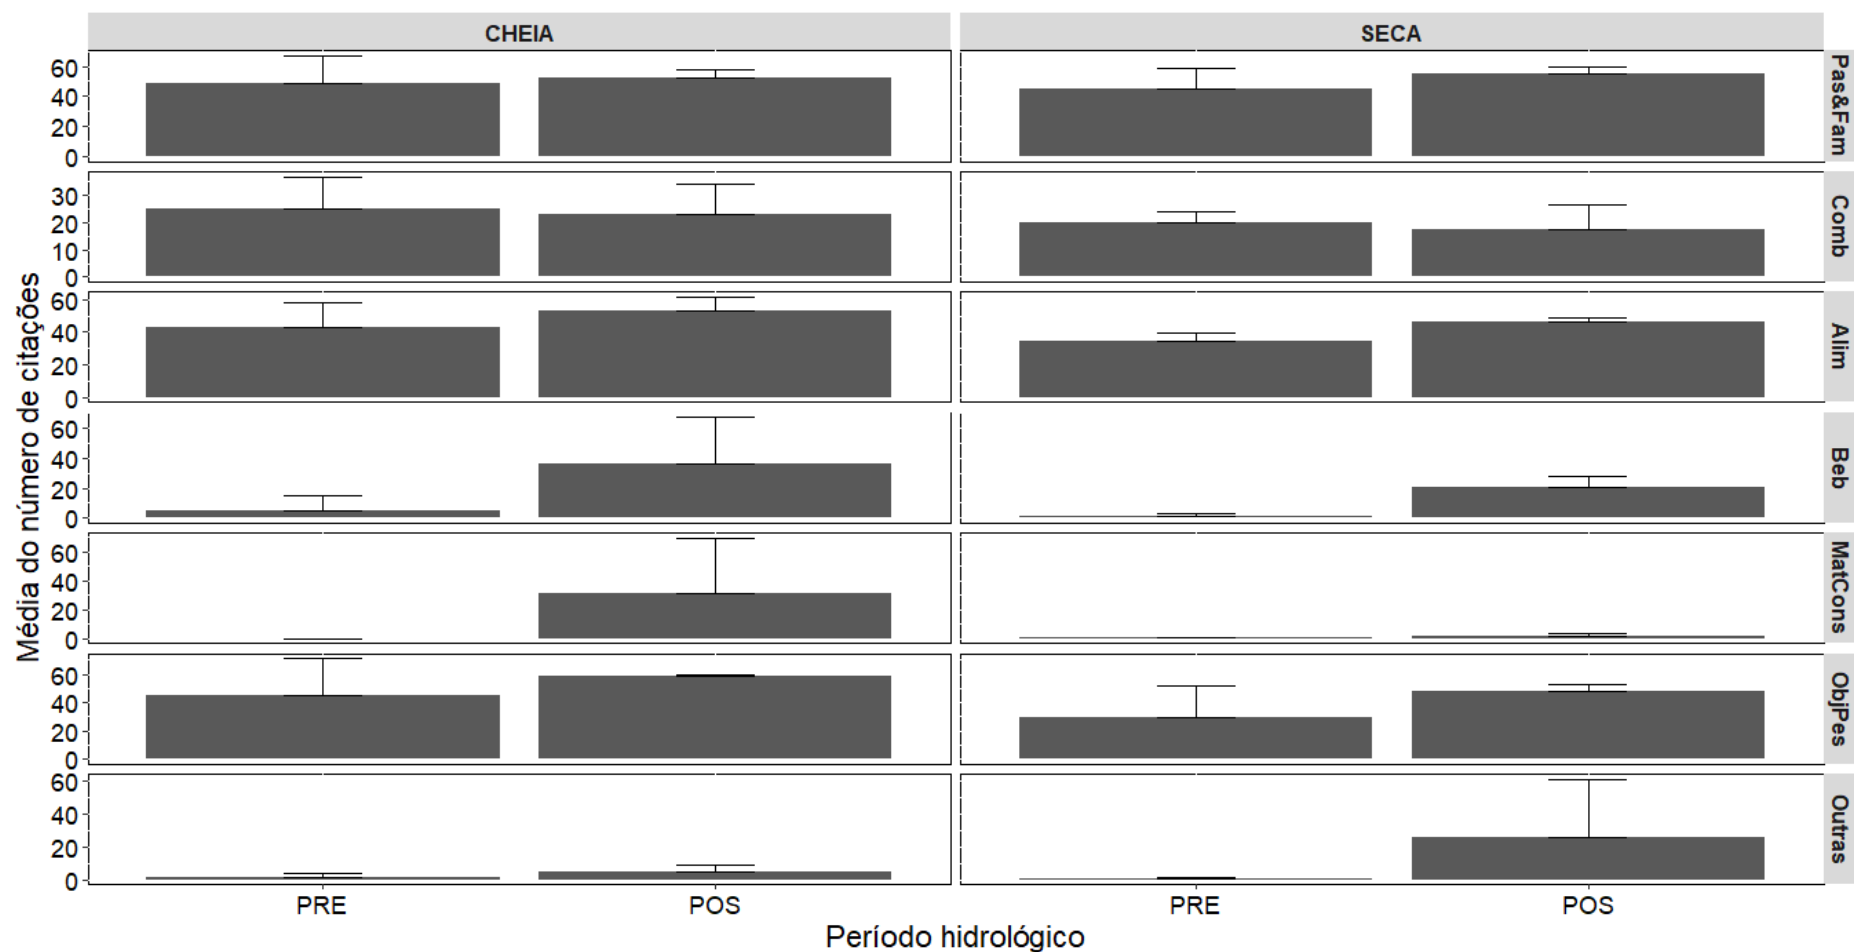 CHEIA
SECA
60
40
20
0
Pas&Fam
30
20
10
0
Comb
60
40
20
0
Alim
60
40
20
0
Beb
60
40
20
0
MatCons
60
40
20
0
ObjPes
60
40
20
0
Outras
Média do número de citações
PRE
POS
PRE
POS
Período hidrológico